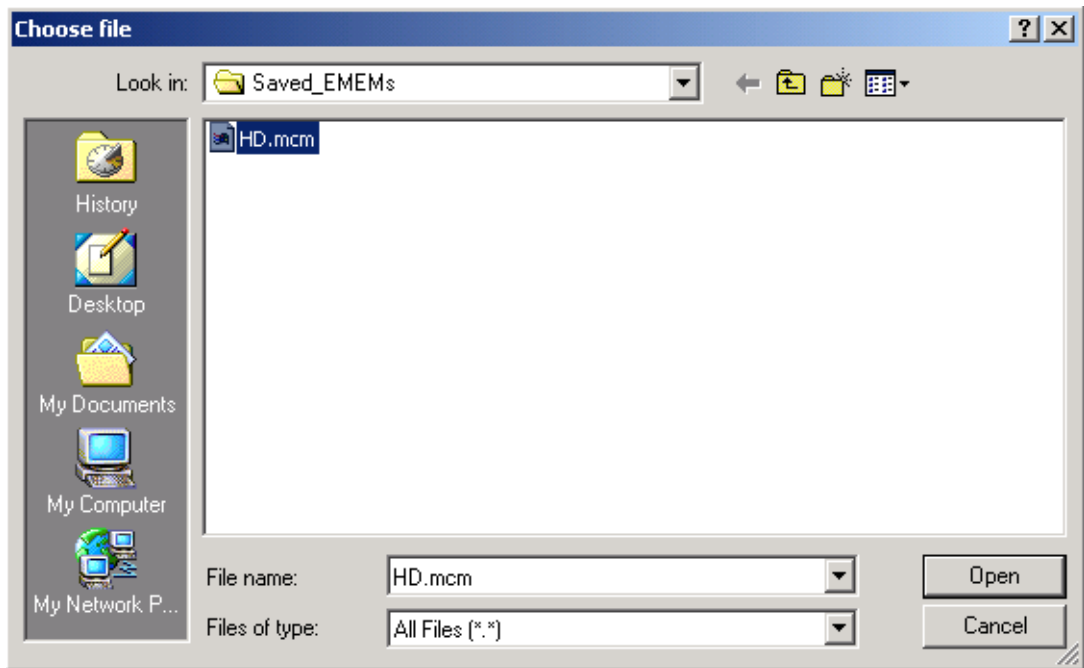 Choose file
Look in: Saved_EMEMs
HD.mcm
History
Desktop
My Documents
My Computer
My Network P...
File name: HD.mcm
Open
Files of type: All Files (*.*)
Cancel